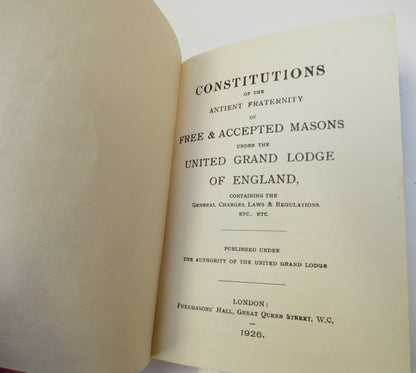 CONSTITUTIONS
OF THE
ANTIENT FRATERNITY
OF
FREE & ACCEPTED MASONS
UNDER THE
UNITED GRAND LODGE
OF ENGLAND,
CONTAINING THE
GENERAL CHARGES, LAWS & REGULATIONS.
ETC., ETC.
PUBLISHED UNDER
THE AUTHORITY OF THE UNITED GRAND LODGE
LONDON:
FREEMASONS' HALL, GREAT QUEEN STREET, W.C.
1926.